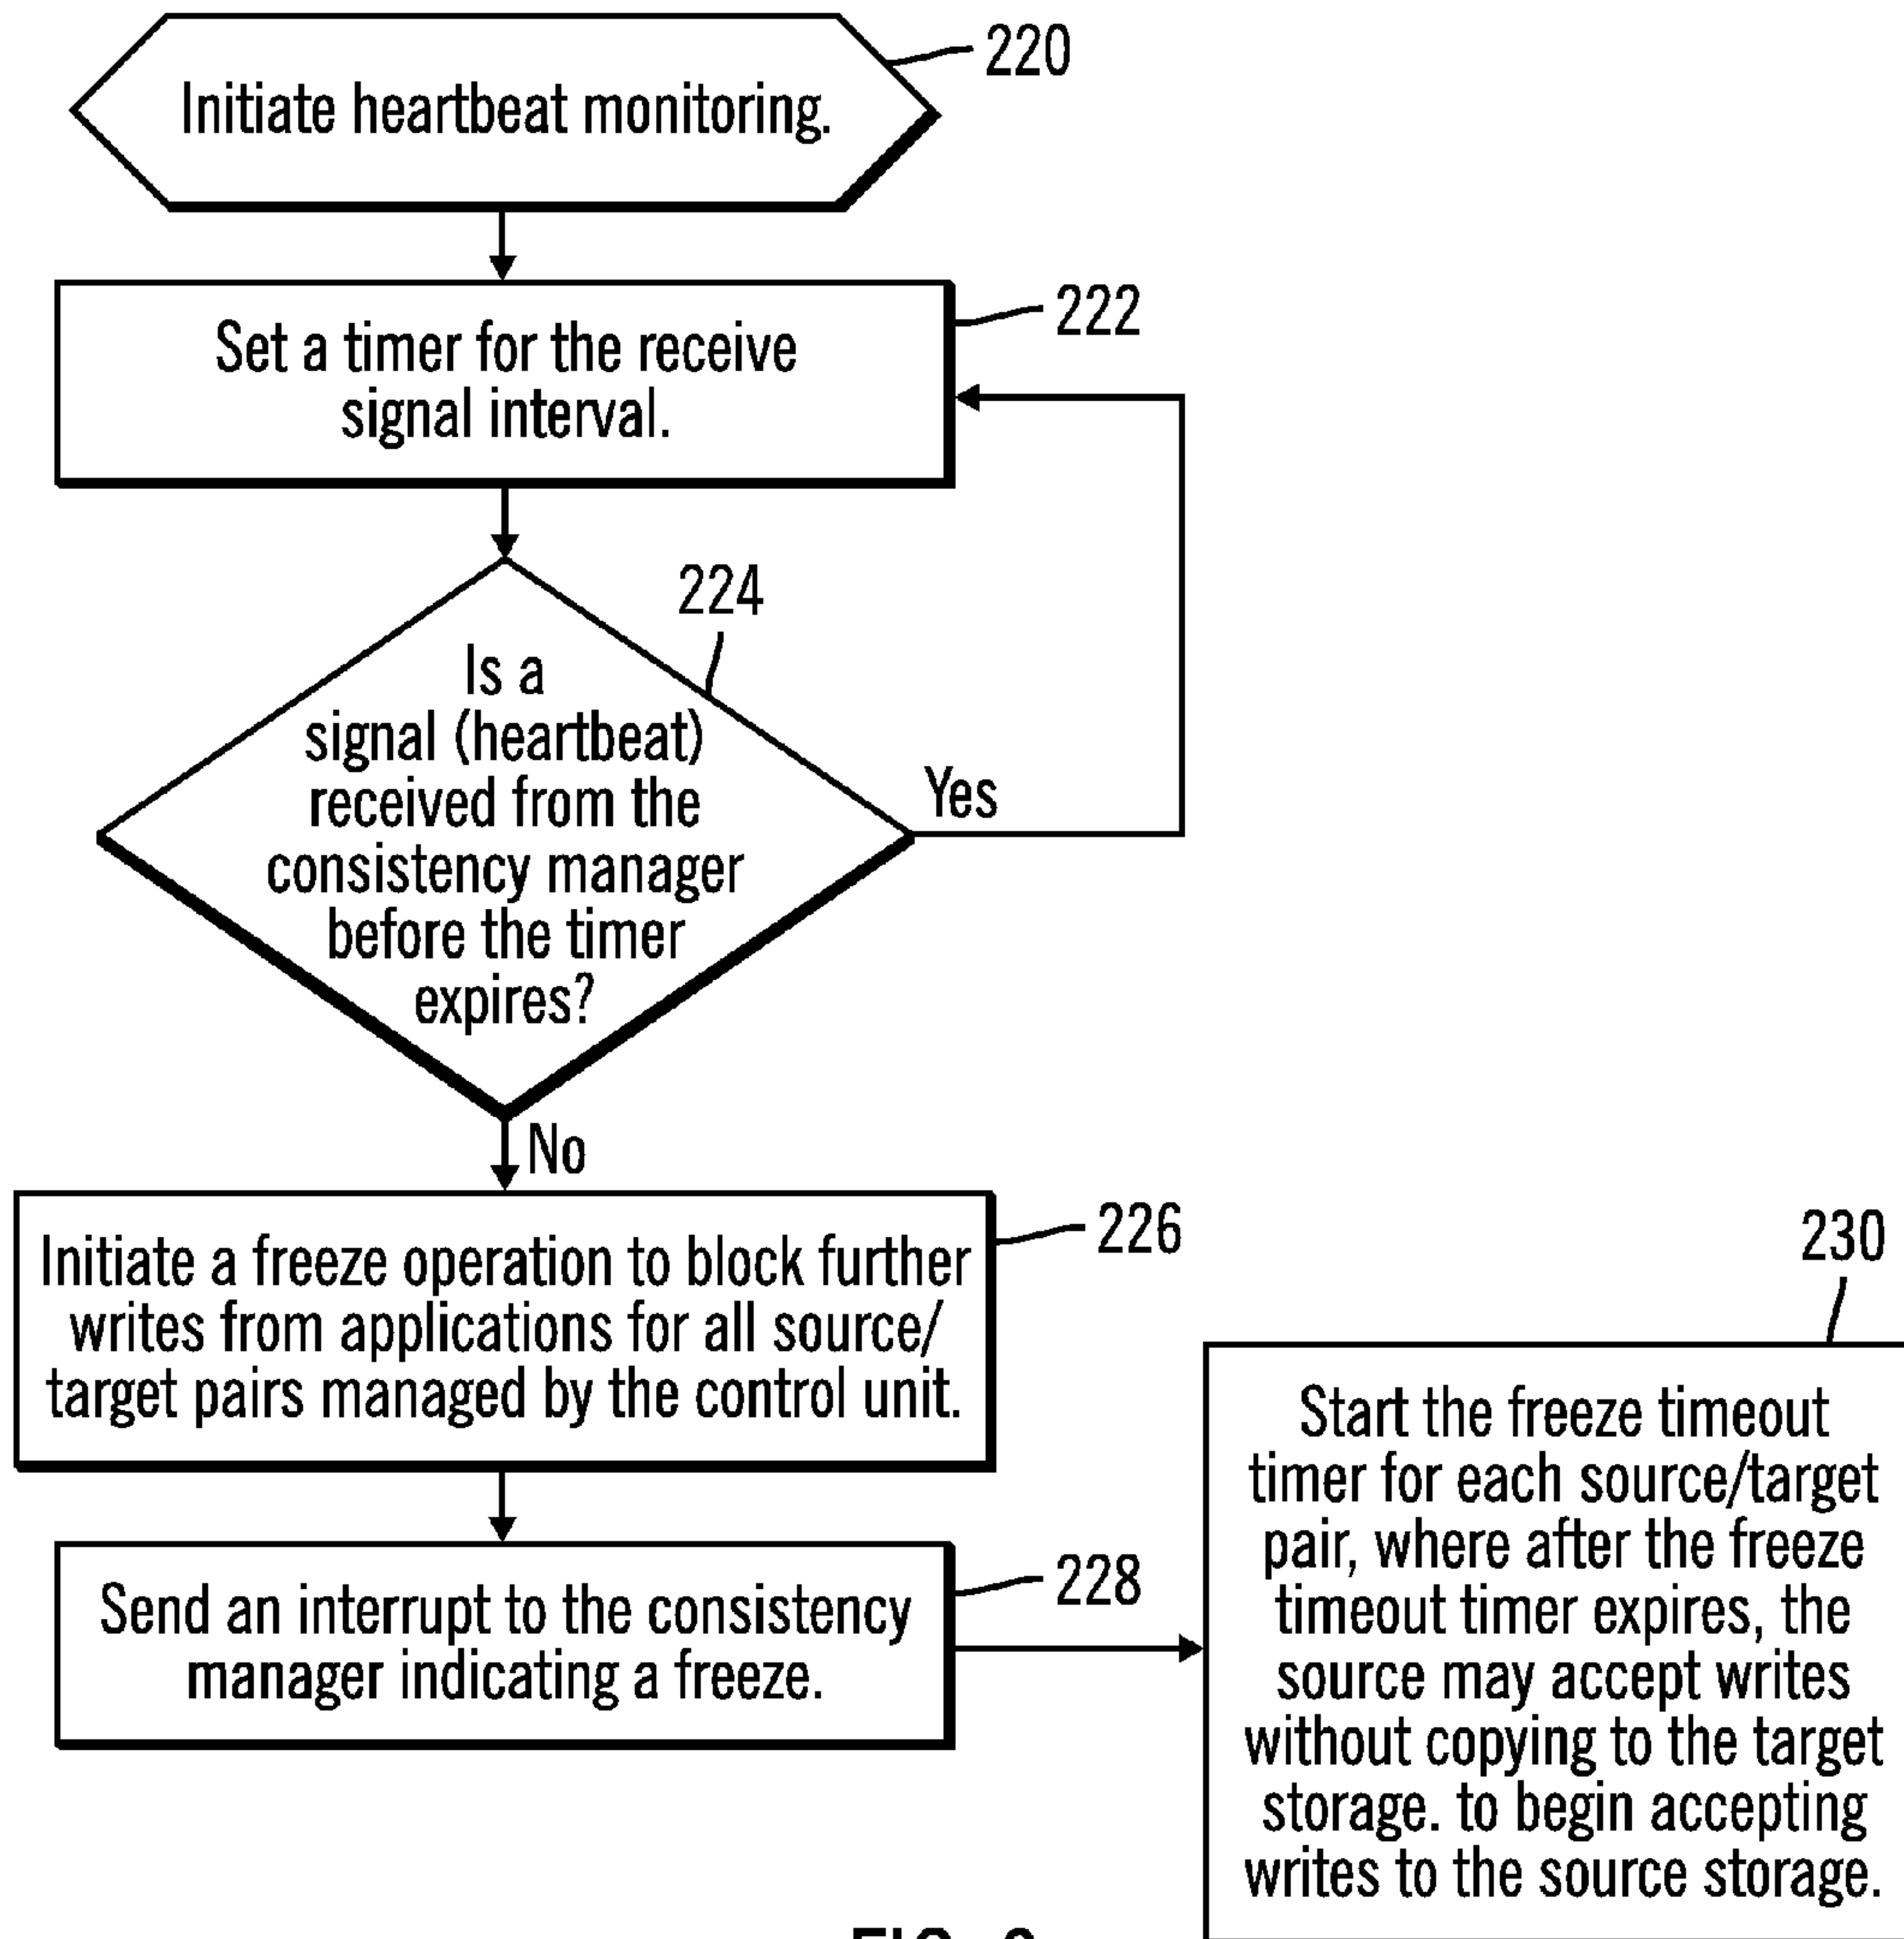 220
Initiate heartbeat monitoring.
222
Set a timer for the receive
signal interval.
224
Is a
signal (heartbeat)
received from the
consistency manager
before the timer
expires?
Yes
No
226
Initiate a freeze operation to block further
writes from applications for all source/
target pairs managed by the control unit.
228
Send an interrupt to the consistency
manager indicating a freeze.
230
Start the freeze timeout
timer for each source/target
pair, where after the freeze
timeout timer expires, the
source may accept writes
without copying to the target
storage. to begin accepting
writes to the source storage.